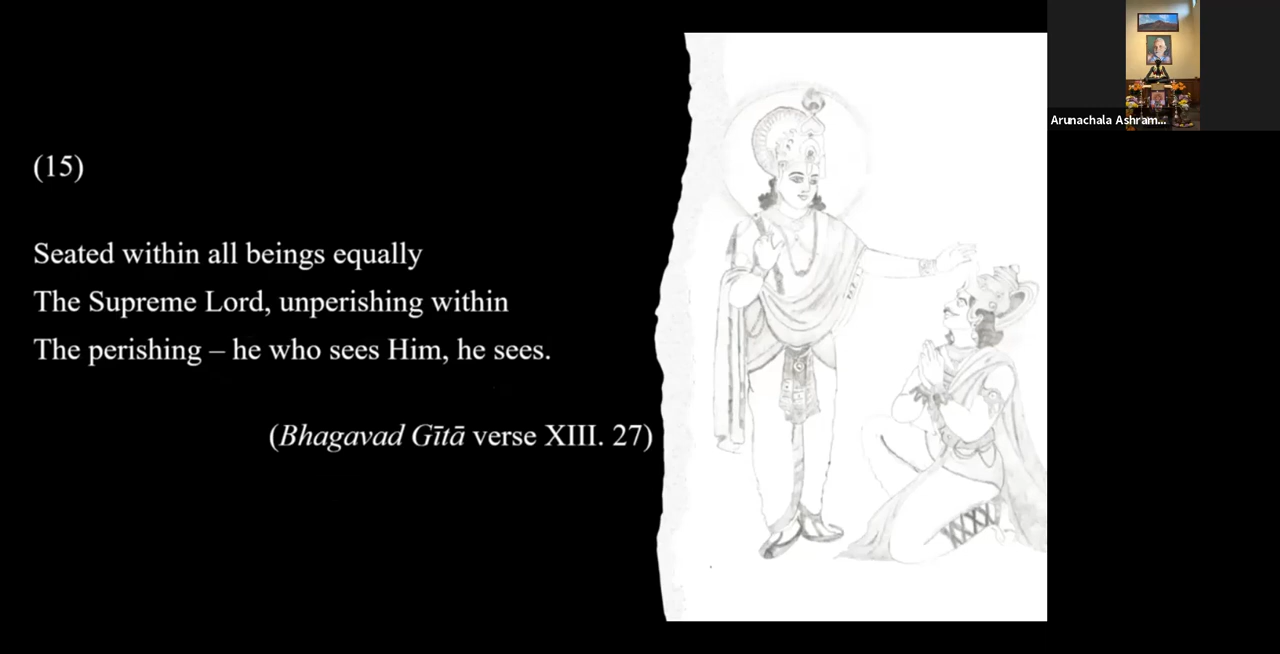 (15)
Seated within all beings equally
The Supreme Lord, unperishing within
The perishing – he who sees Him, he sees.
(Bhagavad Gītā verse XIII. 27)
Arunachala Ashram...